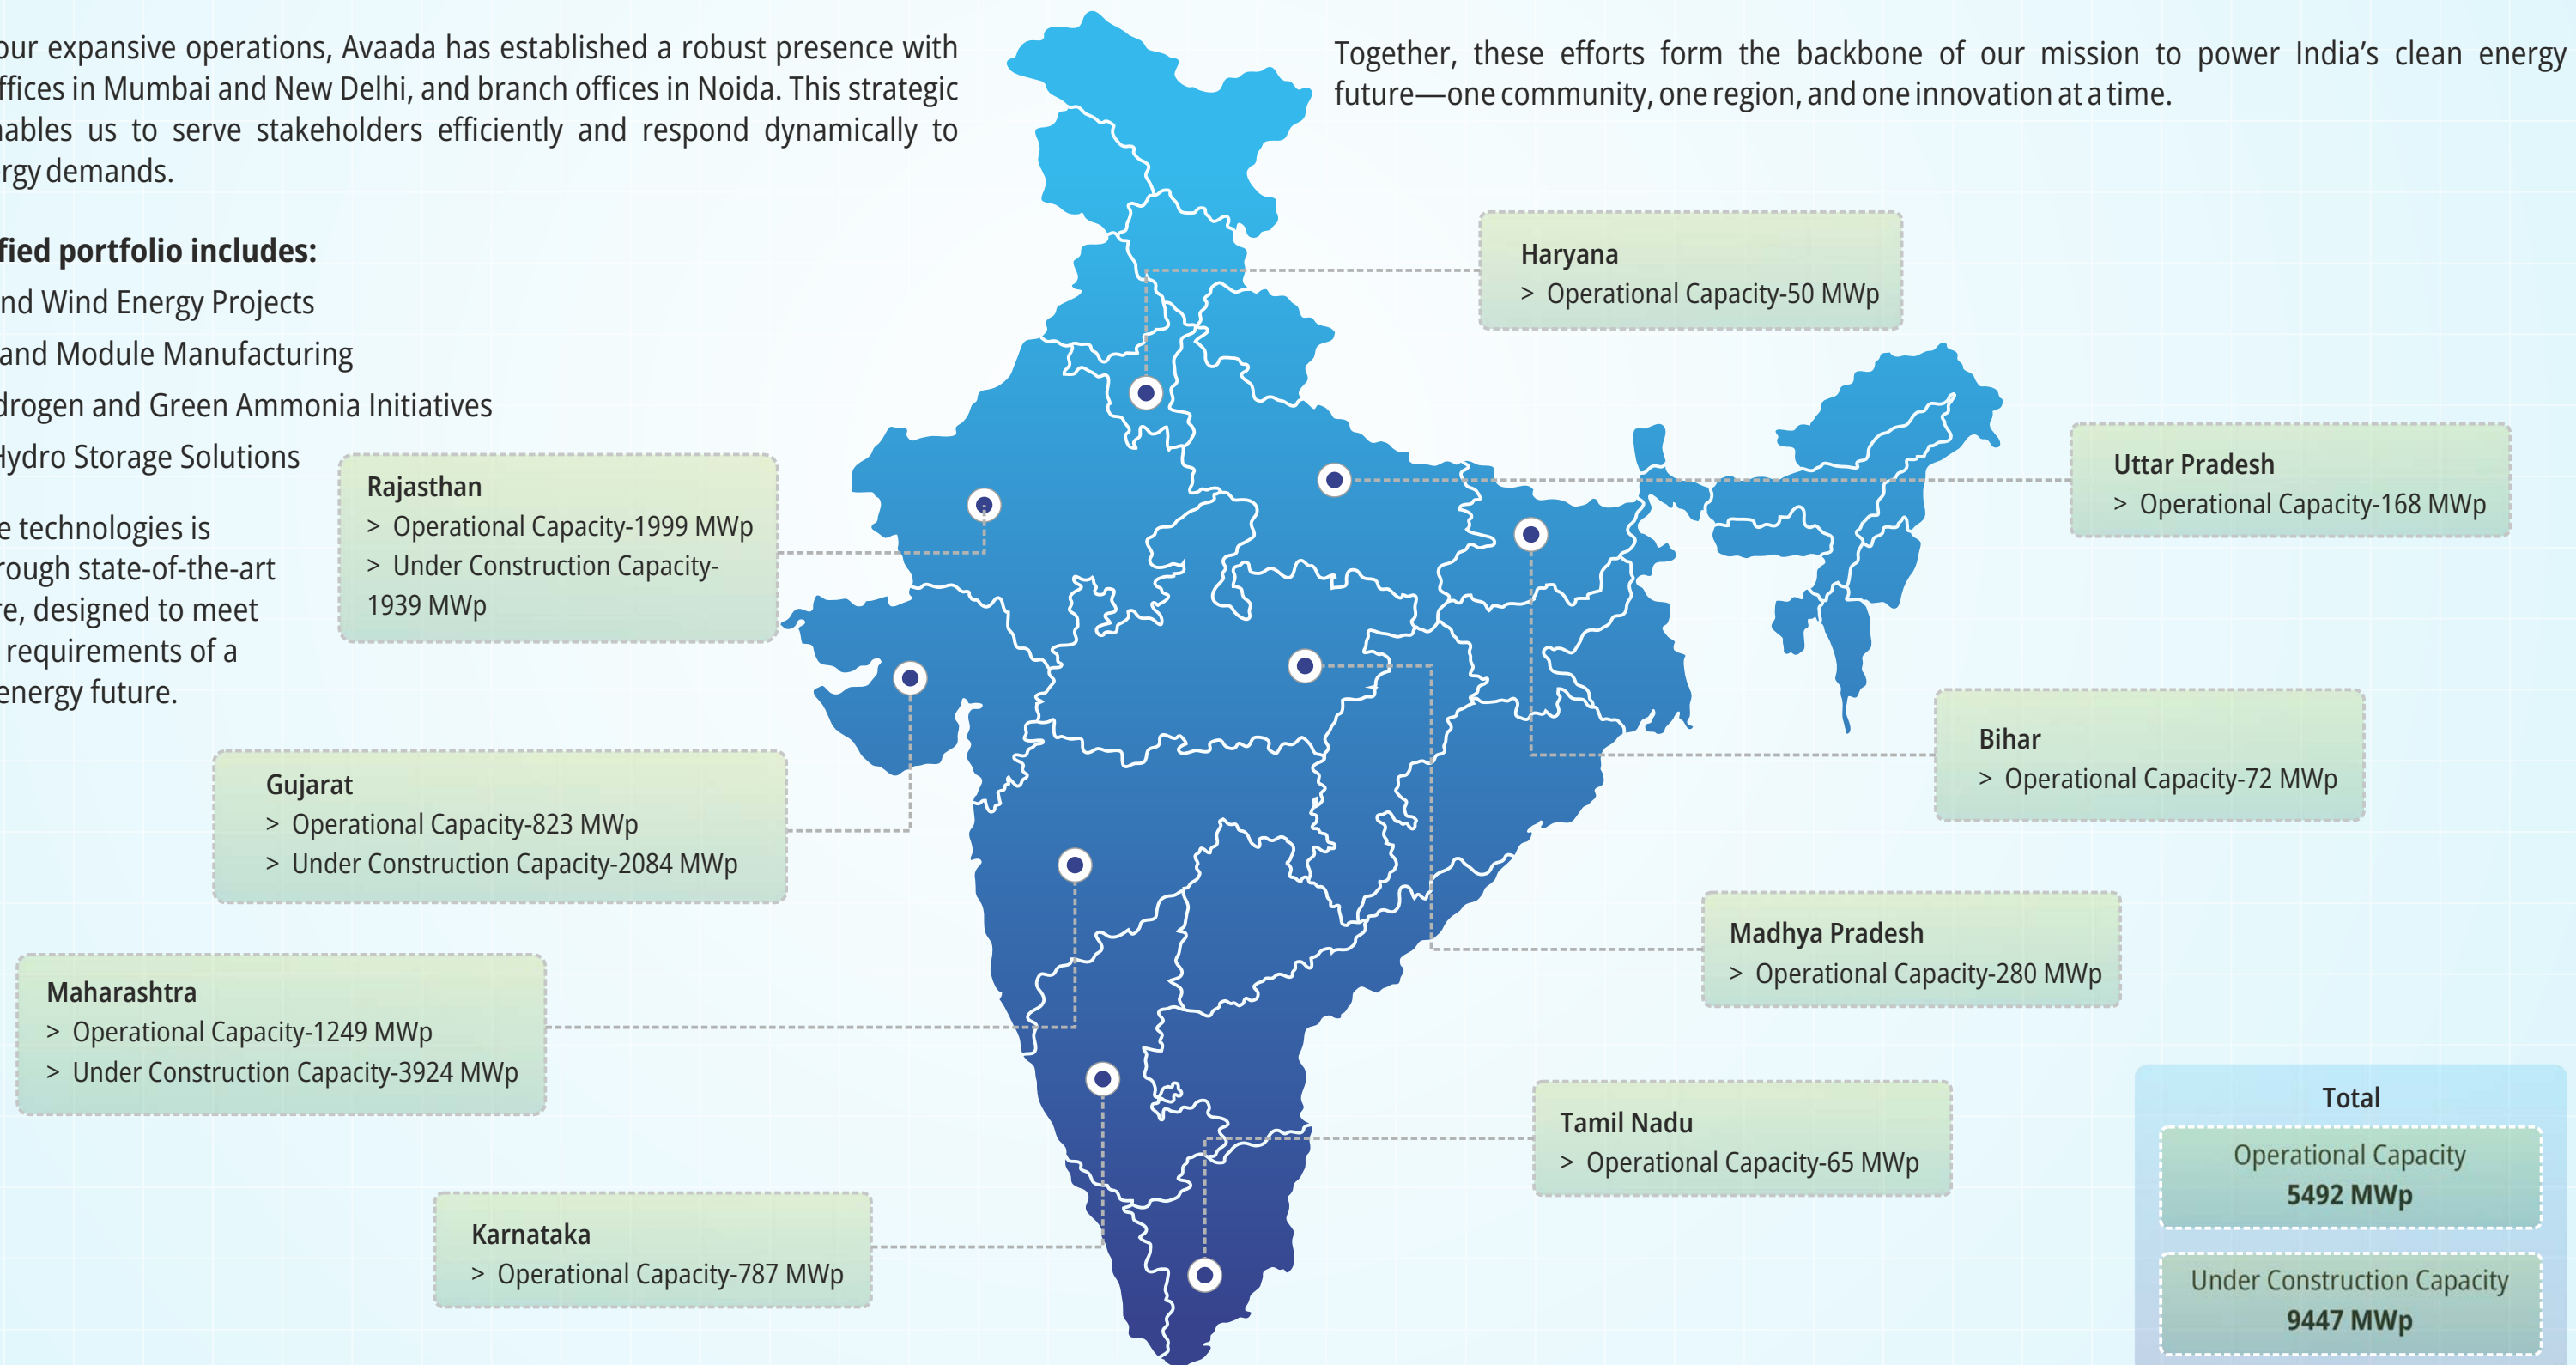 our expansive operations, Avaada has established a robust presence with
ffices in Mumbai and New Delhi, and branch offices in Noida. This strategic
nables us to serve stakeholders efficiently and respond dynamically to
rgy demands.
fied portfolio includes:
nd Wind Energy Projects
and Module Manufacturing
drogen and Green Ammonia Initiatives
Hydro Storage Solutions
e technologies is
rough state-of-the-art
re, designed to meet
requirements of a
energy future.
Together, these efforts form the backbone of our mission to power India’s clean energy
future—one community, one region, and one innovation at a time.
Haryana
> Operational Capacity-50 MWp
Uttar Pradesh
> Operational Capacity-168 MWp
Rajasthan
> Operational Capacity-1999 MWp
> Under Construction Capacity-
1939 MWp
Gujarat
> Operational Capacity-823 MWp
> Under Construction Capacity-2084 MWp
Bihar
> Operational Capacity-72 MWp
Madhya Pradesh
> Operational Capacity-280 MWp
Maharashtra
> Operational Capacity-1249 MWp
> Under Construction Capacity-3924 MWp
Tamil Nadu
> Operational Capacity-65 MWp
Karnataka
> Operational Capacity-787 MWp
Total
Operational Capacity
5492 MWp
Under Construction Capacity
9447 MWp